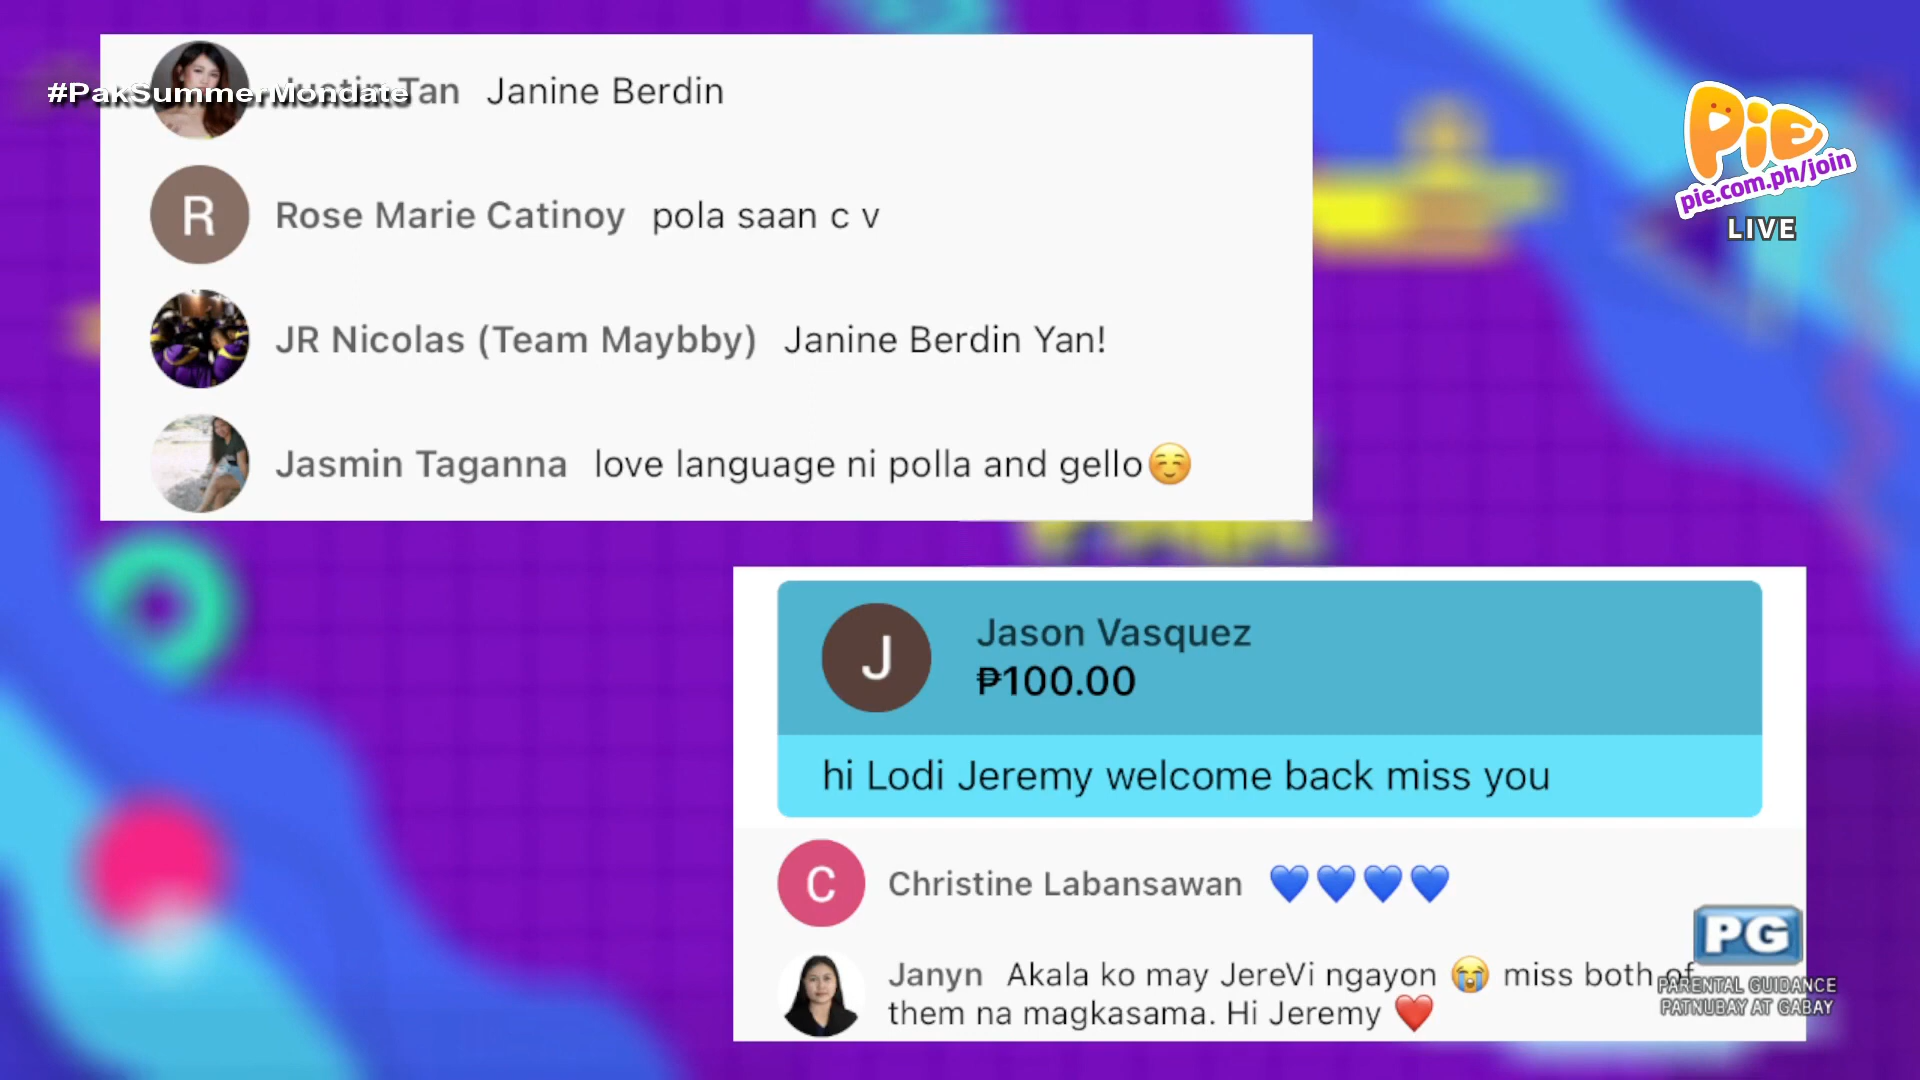 #PakSummerMondate
Justin Tan Janine Berdin
R Rose Marie Catinoy pola saan c v
JR Nicolas (Team Maybby) Janine Berdin Yan!
Jasmin Taganna love language ni polla and gello☺️
PiE
pie.com.ph/join
LIVE
J Jason Vasquez
₱100.00
hi Lodi Jeremy welcome back miss you
C Christine Labansawan 💙💙💙💙
Janyn Akala ko may JereVi ngayon 😭 miss both of
them na magkasama. Hi Jeremy ❤️
PG
PARENTAL GUIDANCE
PATNUBAY AT GABAY